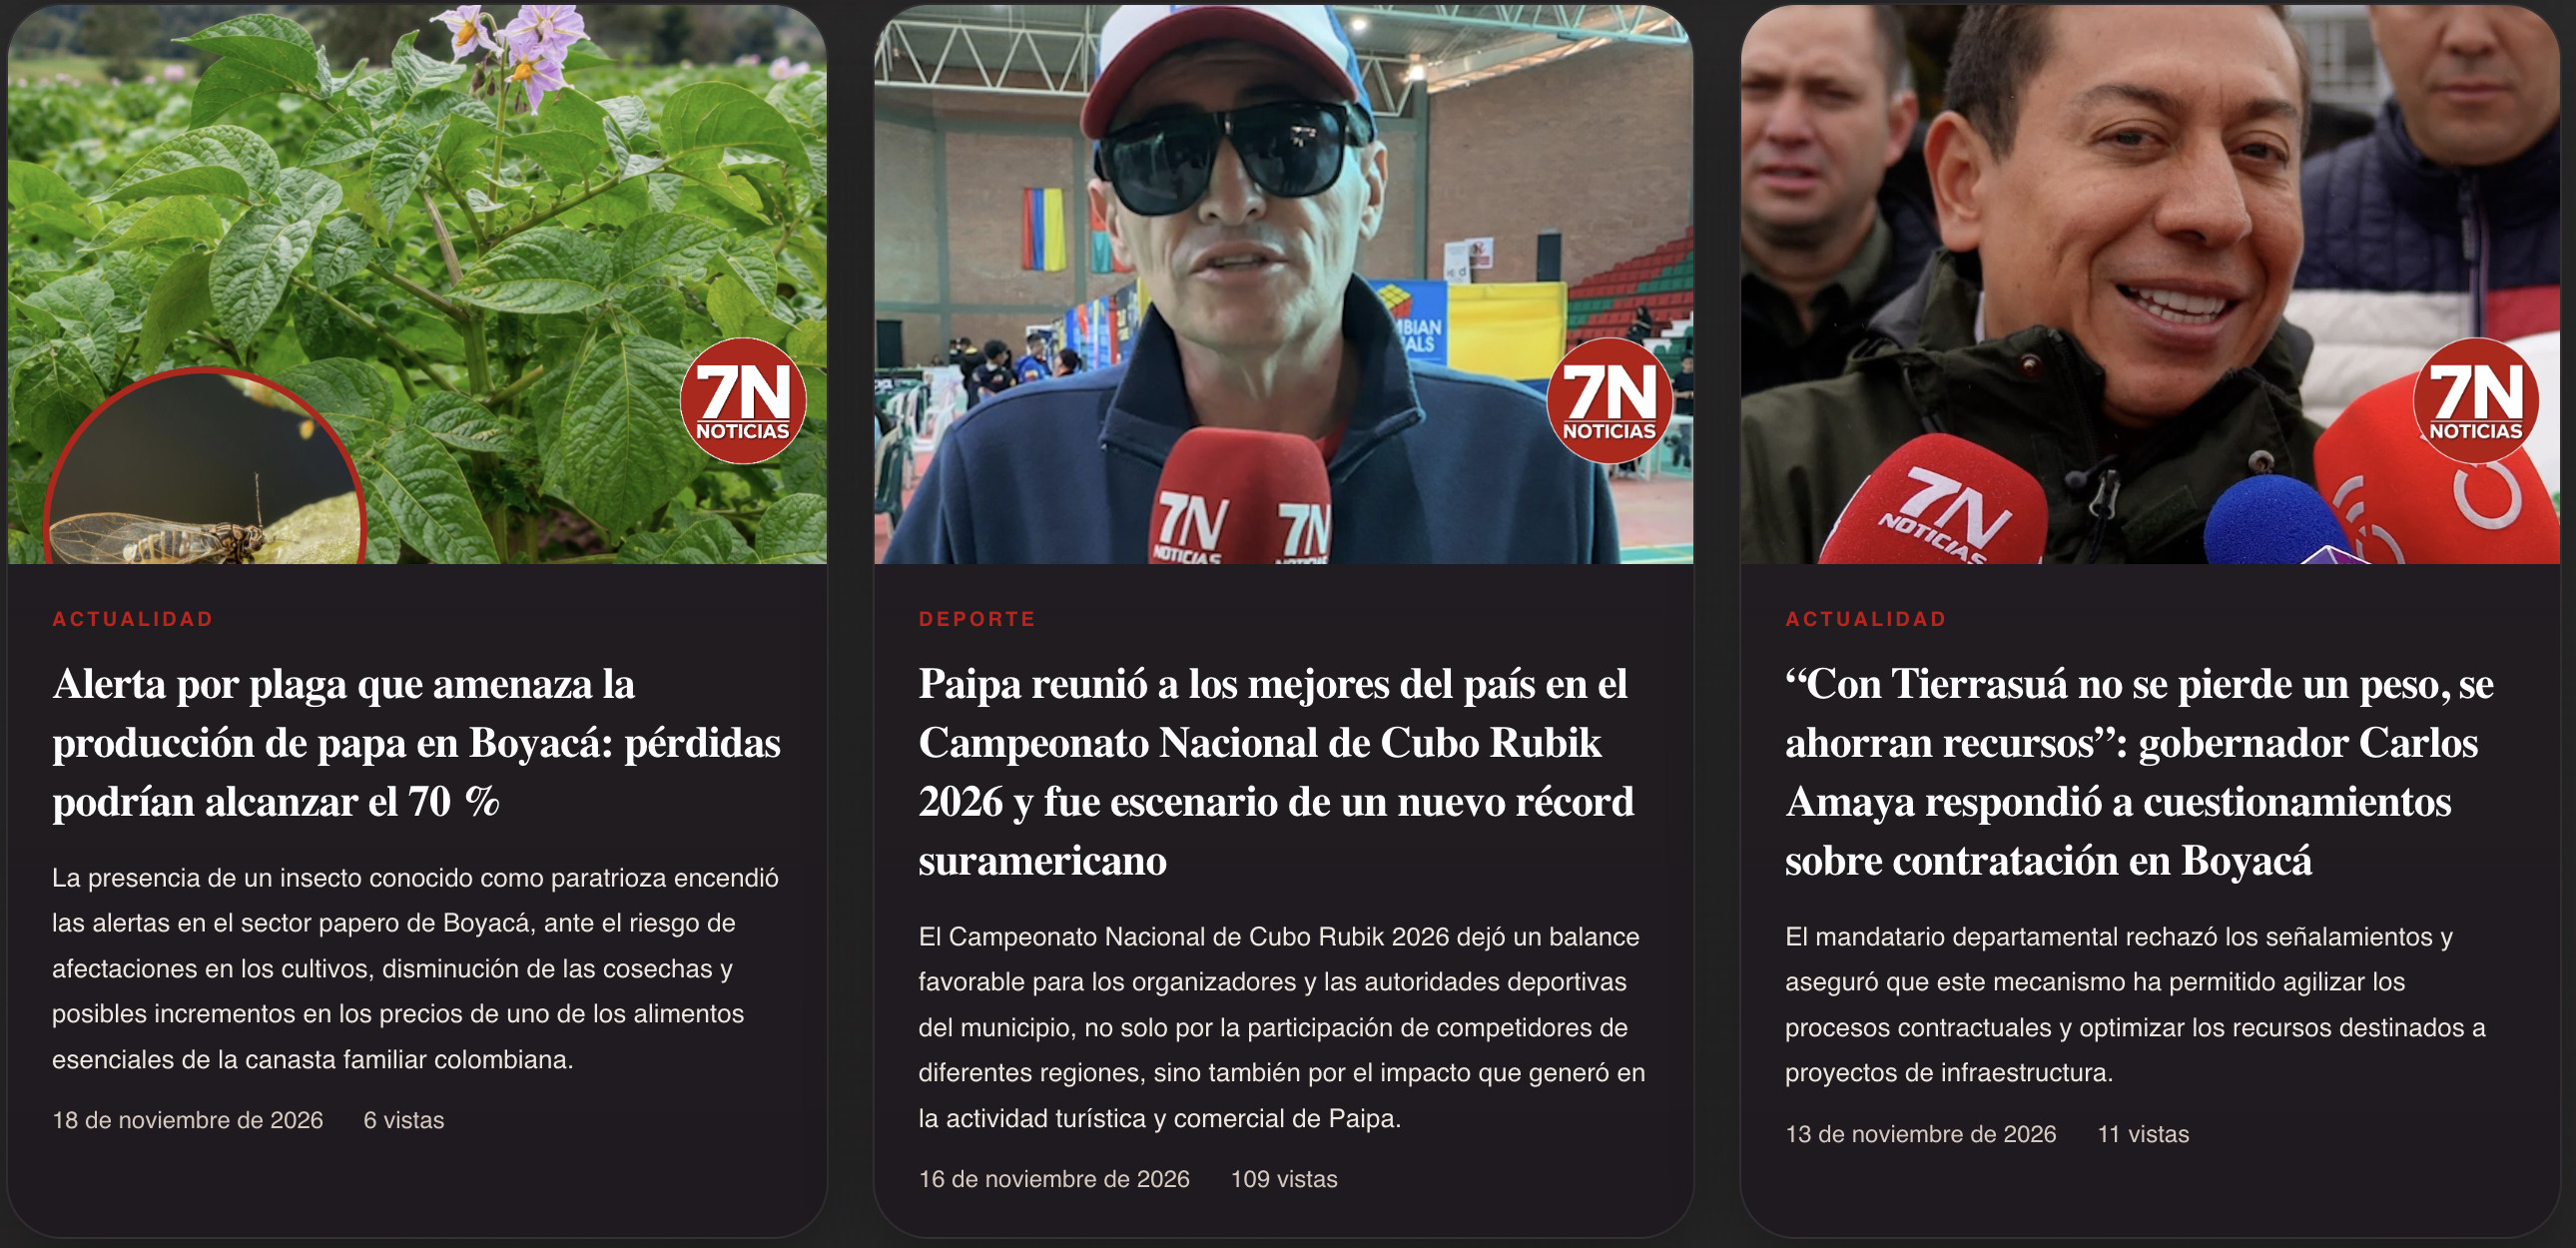 7N
NOTICIAS
ACTUALIDAD
Alerta por plaga que amenaza la
producción de papa en Boyacá: pérdidas
podrían alcanzar el 70 %
La presencia de un insecto conocido como paratrioza encendió
las alertas en el sector papero de Boyacá, ante el riesgo de
afectaciones en los cultivos, disminución de las cosechas y
posibles incrementos en los precios de uno de los alimentos
esenciales de la canasta familiar colombiana.
18 de noviembre de 2026 6 vistas
MBIAN
ALS
7N
NOTICIAS
7N
NOTICIAS
7N
NOTICIAS
DEPORTE
Paipa reunió a los mejores del país en el
Campeonato Nacional de Cubo Rubik
2026 y fue escenario de un nuevo récord
suramericano
El Campeonato Nacional de Cubo Rubik 2026 dejó un balance
favorable para los organizadores y las autoridades deportivas
del municipio, no solo por la participación de competidores de
diferentes regiones, sino también por el impacto que generó en
la actividad turística y comercial de Paipa.
16 de noviembre de 2026 109 vistas
7N
NOTICIAS
7N
NOTICIAS
ACTUALIDAD
“Con Tierrasuá no se pierde un peso, se
ahorran recursos”: gobernador Carlos
Amaya respondió a cuestionamientos
sobre contratación en Boyacá
El mandatario departamental rechazó los señalamientos y
aseguró que este mecanismo ha permitido agilizar los
procesos contractuales y optimizar los recursos destinados a
proyectos de infraestructura.
13 de noviembre de 2026 11 vistas